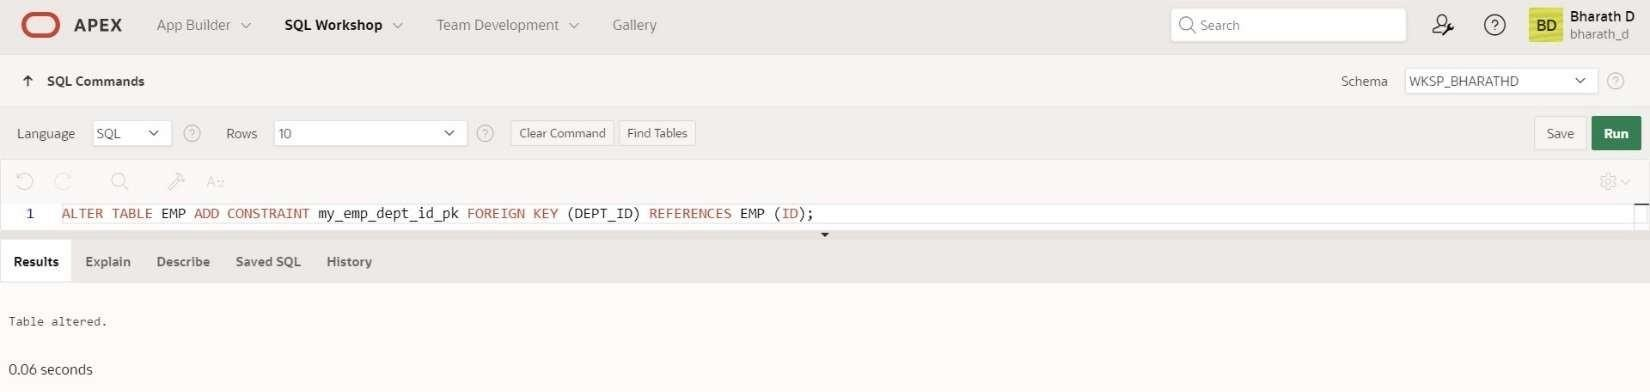 APEX App Builder SQL Workshop Team Development Gallery Search BD Bharath D
bharath_d
SQL Commands Schema WKSP_BHARATHD
Language SQL Rows 10 Clear Command Find Tables Save Run
1 ALTER TABLE EMP ADD CONSTRAINT my_emp_dept_id_pk FOREIGN KEY (DEPT_ID) REFERENCES EMP (ID);
Results Explain Describe Saved SQL History
Table altered.
0.06 seconds